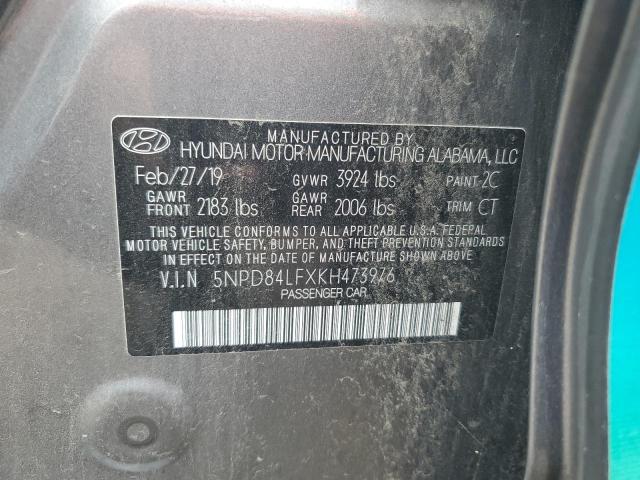 MANUFACTURED BY
HYUNDAI MOTOR MANUFACTURING ALABAMA, LLC
Feb/27/19 GVWR 3924 lbs PAINT 2C
GAWR FRONT 2183 lbs GAWR REAR 2006 lbs TRIM CT
THIS VEHICLE CONFORMS TO ALL APPLICABLE U.S.A. FEDERAL
MOTOR VEHICLE SAFETY, BUMPER, AND THEFT PREVENTION STANDARDS
IN EFFECT ON THE DATE OF MANUFACTURE SHOWN ABOVE
V.I.N 5NPD84LFXKH473976
PASSENGER CAR